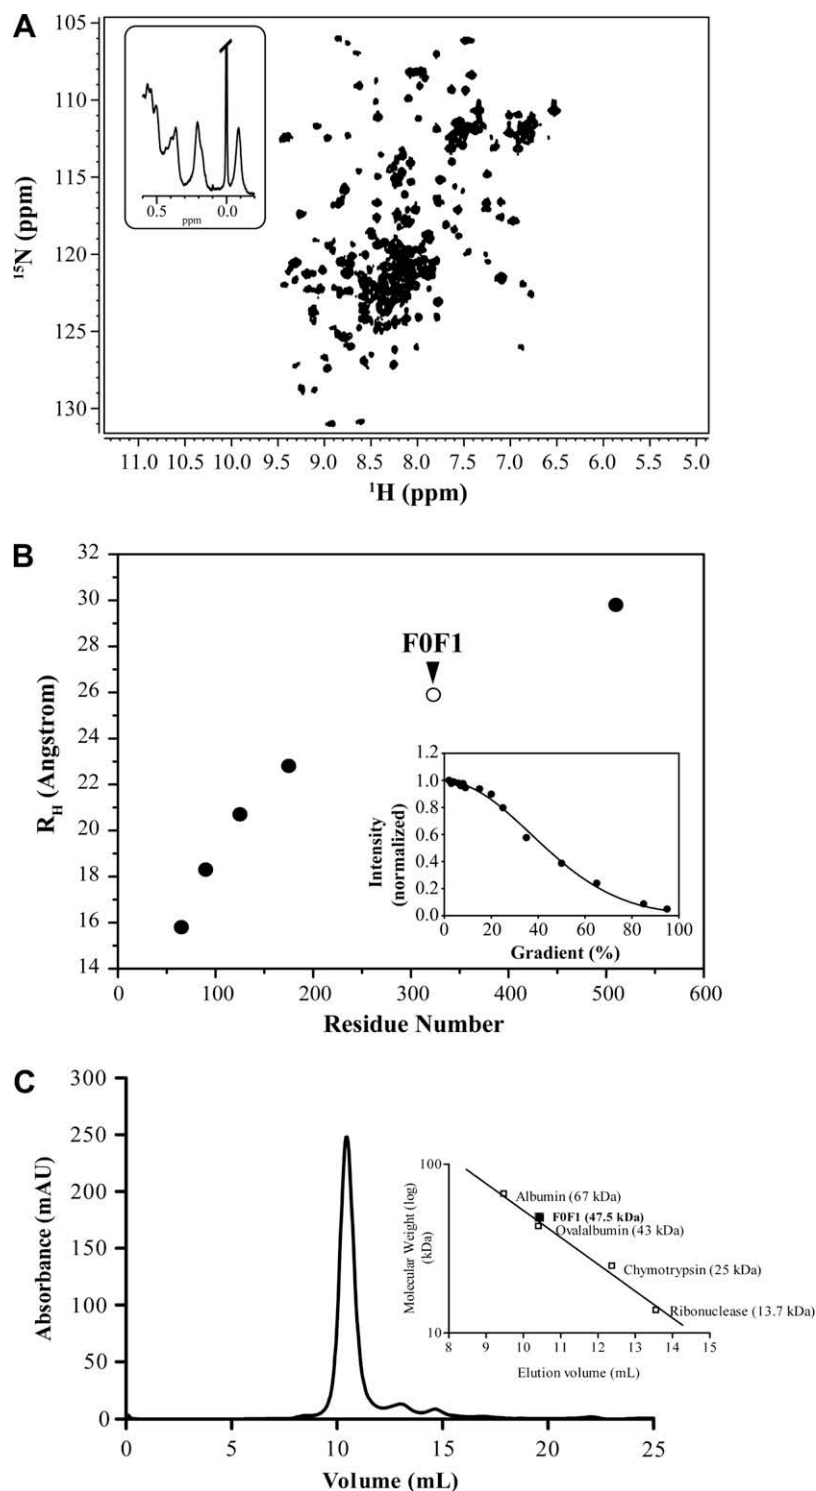 A
105
110
115
120
125
130
¹⁵N (ppm)
0.5
0.0
ppm
11.0 10.5 10.0 9.5 9.0 8.5 8.0 7.5 7.0 6.5 6.0 5.5 5.0
¹H (ppm)
B
32
30
28
26
24
22
20
18
16
14
R_H (Angstrom)
F0F1
1.2
1.0
0.8
0.6
0.4
0.2
0.0
Intensity
(normalized)
0 20 40 60 80 100
Gradient (%)
0 100 200 300 400 500 600
Residue Number
C
300
250
200
150
100
50
0
Absorbance (mAU)
100
10
Molecular Weight (log)
(kDa)
Albumin (67 kDa)
F0F1 (47.5 kDa)
Ovalalbumin (43 kDa)
Chymotrypsin (25 kDa)
Ribonuclease (13.7 kDa)
8 9 10 11 12 13 14 15
Elution volume (mL)
0 5 10 15 20 25
Volume (mL)